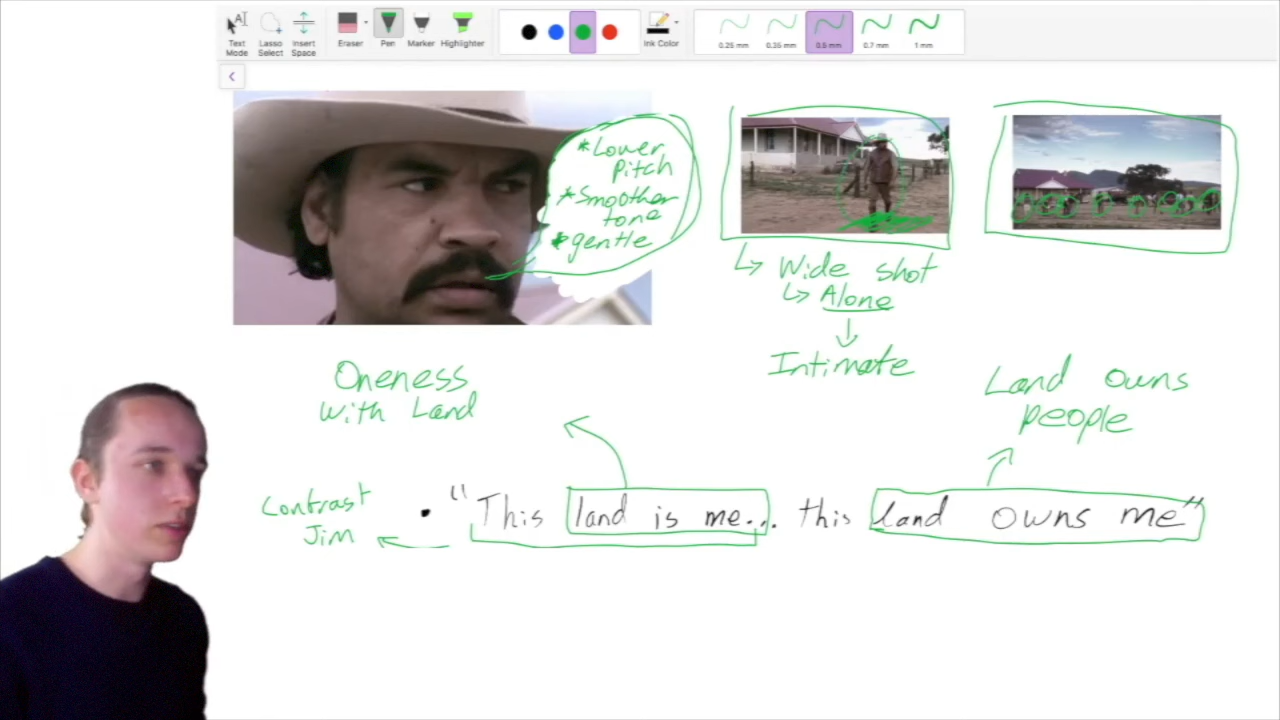 Text
Mode
Lasso
Select
Insert
Space
Eraser
Pen
Marker
Highlighter
Ink Color
0.25 mm
0.35 mm
0.5 mm
0.7 mm
1 mm
*Lower
Pitch
*Smoother
tone
*gentle
↳ Wide shot
↳ Alone
↓
Intimate
Oneness
with Land
Land owns
people
Contrast
Jim
• "This land is me... this land owns me"